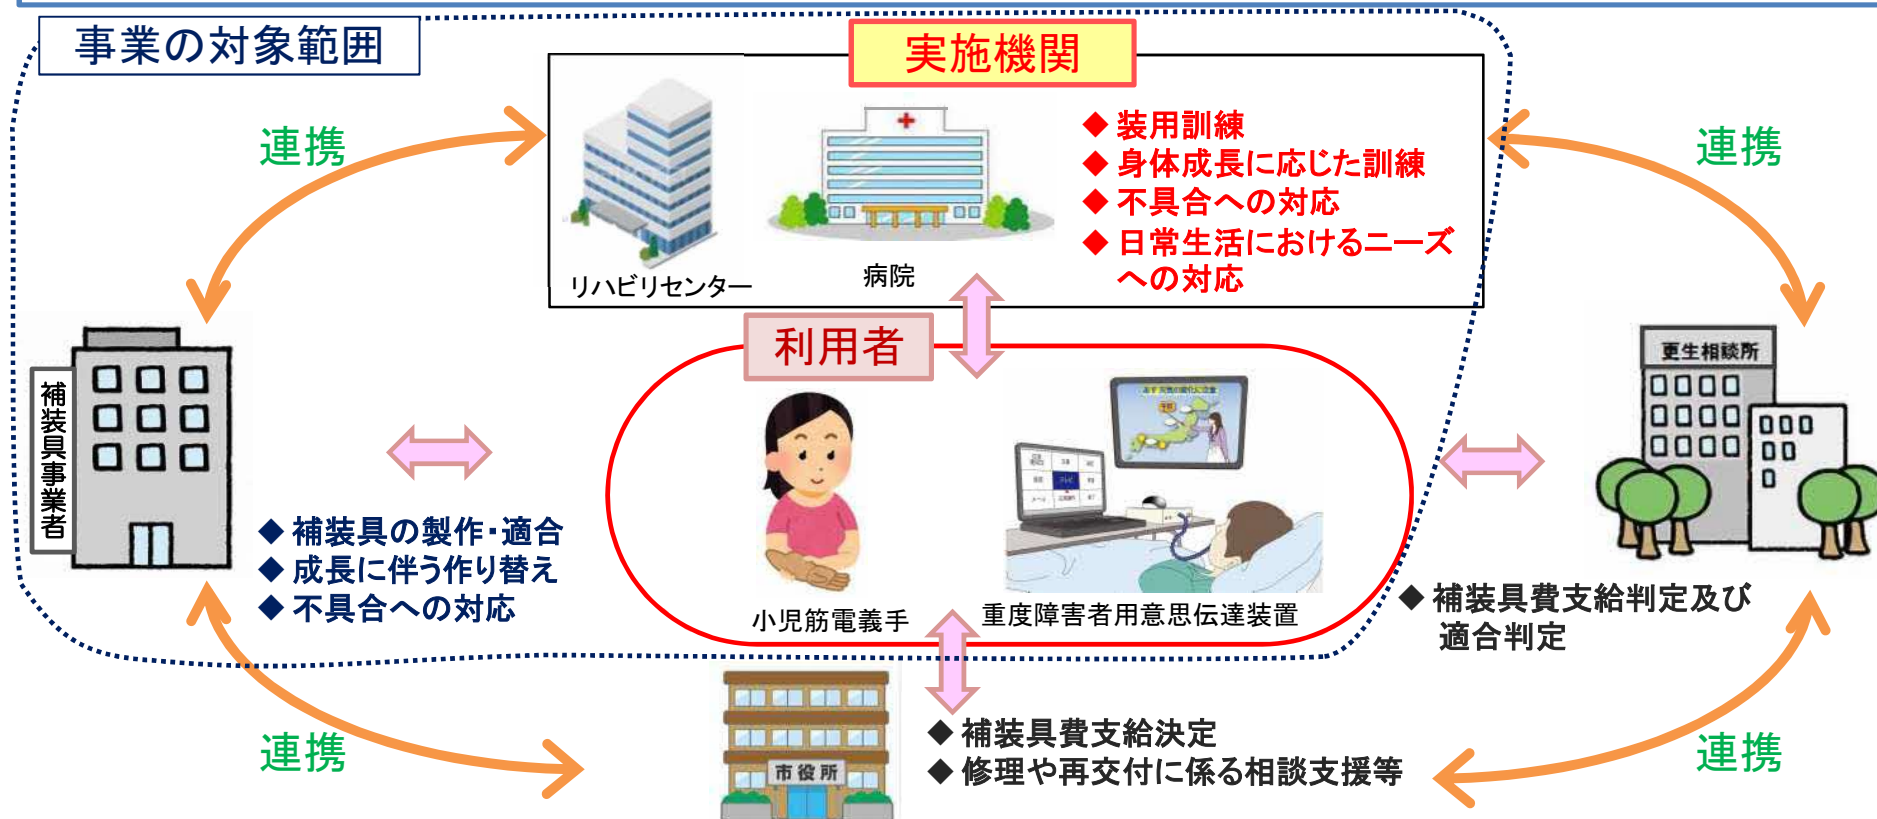 事業の対象範囲
実施機関
連携
連携
◆ 装用訓練
◆ 身体成長に応じた訓練
◆ 不具合への対応
◆ 日常生活におけるニーズ
への対応
リハビリセンター
病院
利用者
補装具事業者
◆ 補装具の製作・適合
◆ 成長に伴う作り替え
◆ 不具合への対応
小児筋電義手
重度障害者用意思伝達装置
更生相談所
◆ 補装具費支給判定及び
適合判定
連携
市役所
◆ 補装具費支給決定
◆ 修理や再交付に係る相談支援等
連携